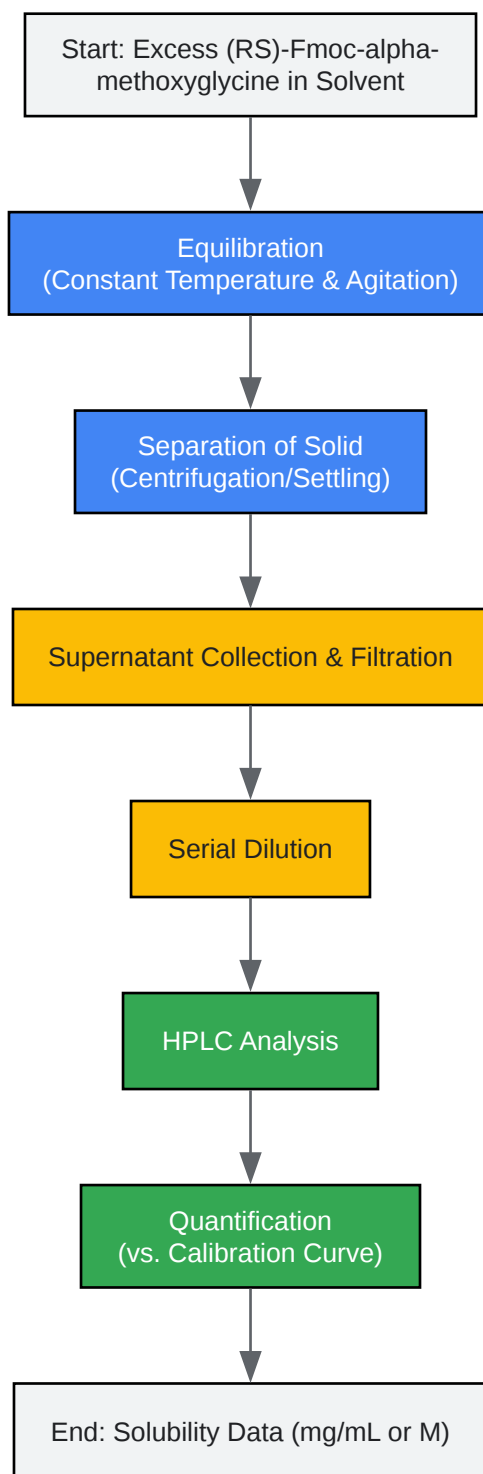 Start: Excess (RS)-Fmoc-alpha-
methoxyglycine in Solvent
Equilibration
(Constant Temperature & Agitation)
Separation of Solid
(Centrifugation/Settling)
Supernatant Collection & Filtration
Serial Dilution
HPLC Analysis
Quantification
(vs. Calibration Curve)
End: Solubility Data (mg/mL or M)